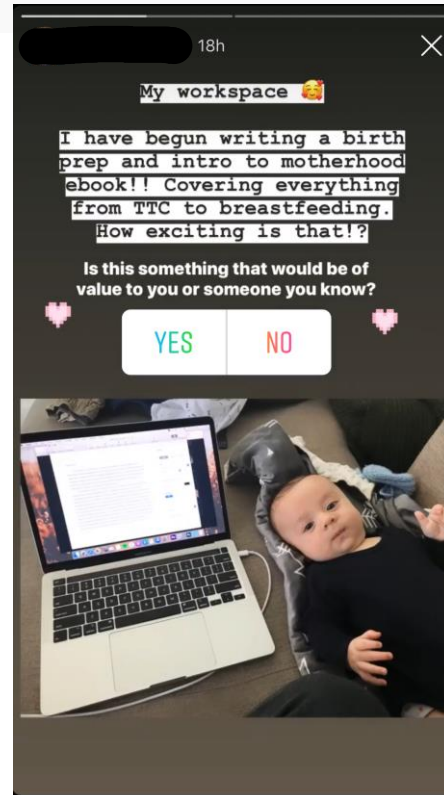 18h
My workspace 🥰
I have begun writing a birth
prep and intro to motherhood
ebook!! Covering everything
from TTC to breastfeeding.
How exciting is that!?
Is this something that would be of
value to you or someone you know?
YES NO